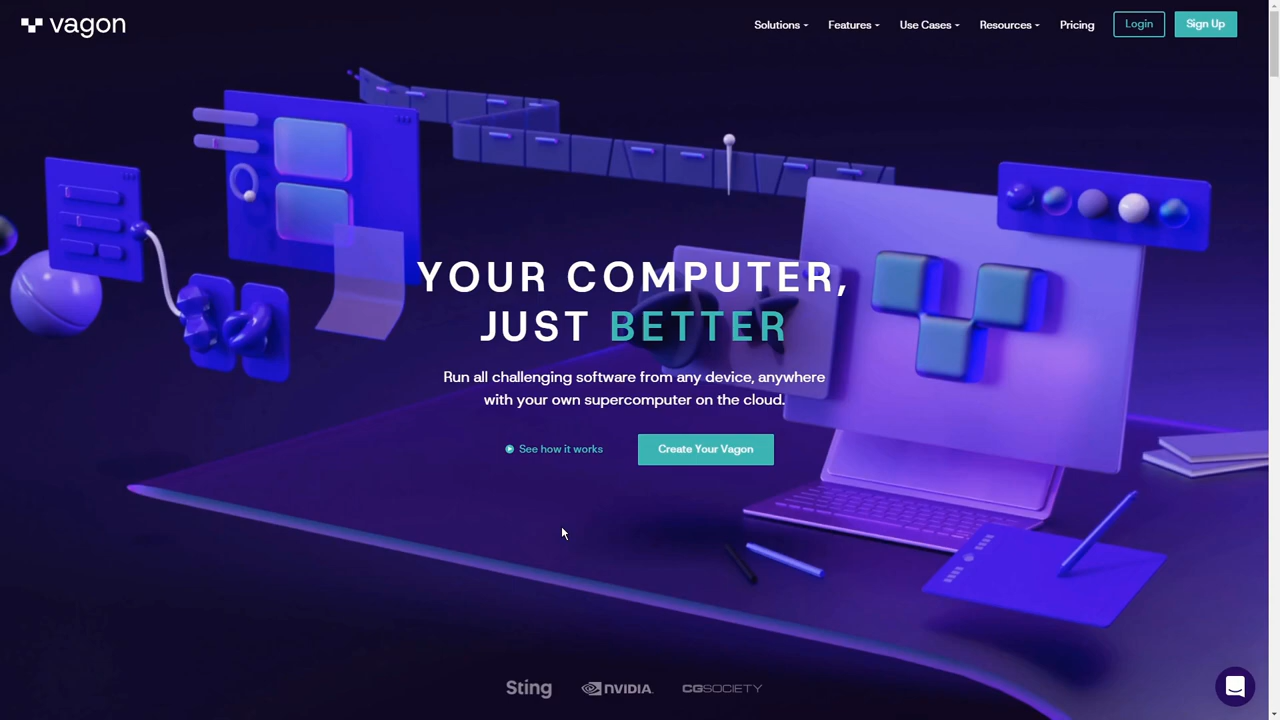 vagon
Solutions
Features
Use Cases
Resources
Pricing
Login
Sign Up
YOUR COMPUTER,
JUST BETTER
Run all challenging software from any device, anywhere
with your own supercomputer on the cloud.
See how it works
Create Your Vagon
Sting
NVIDIA.
CGSOCIETY